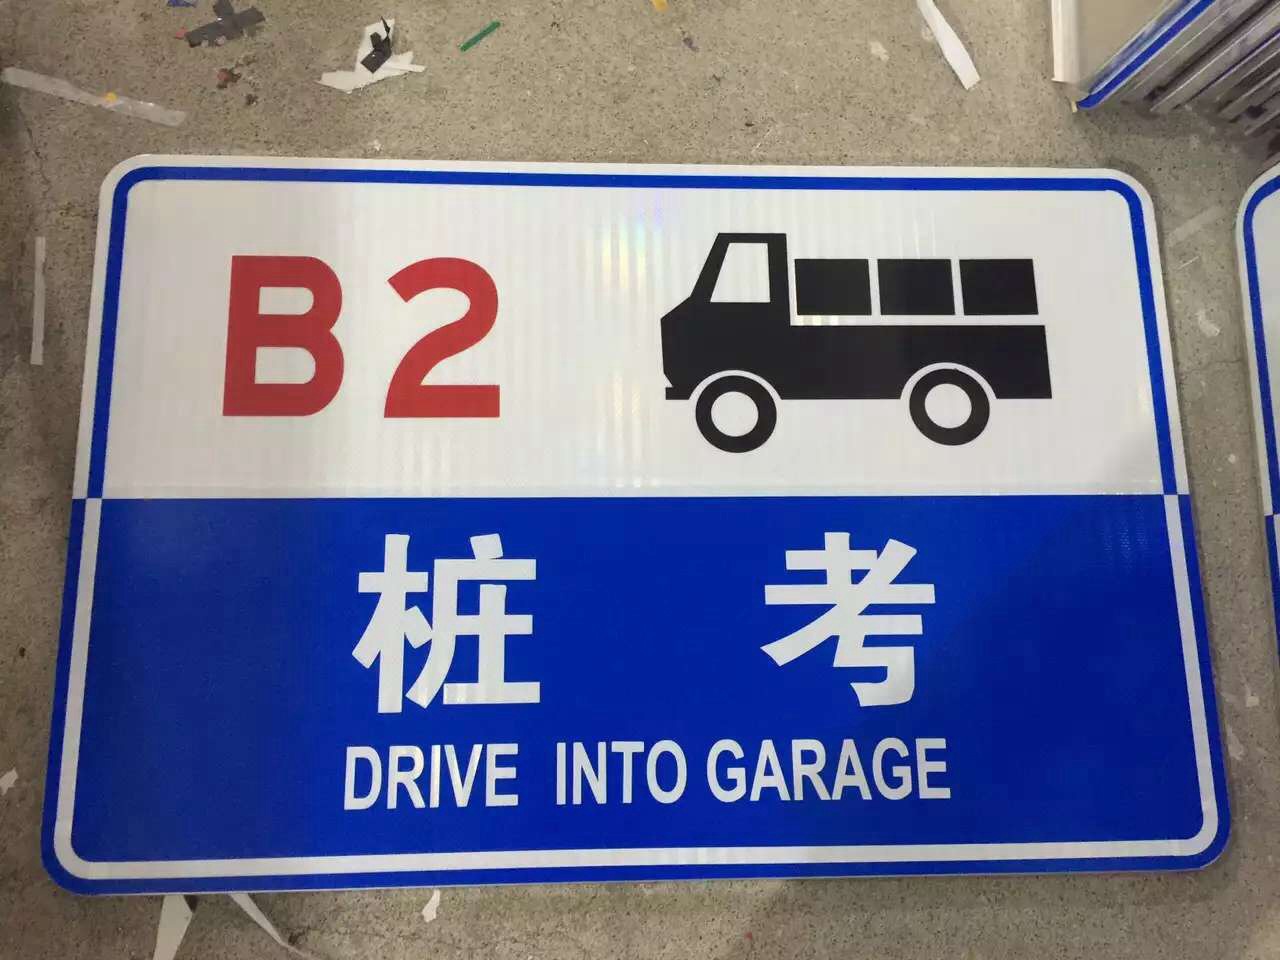 B2
桩 考
DRIVE INTO GARAGE